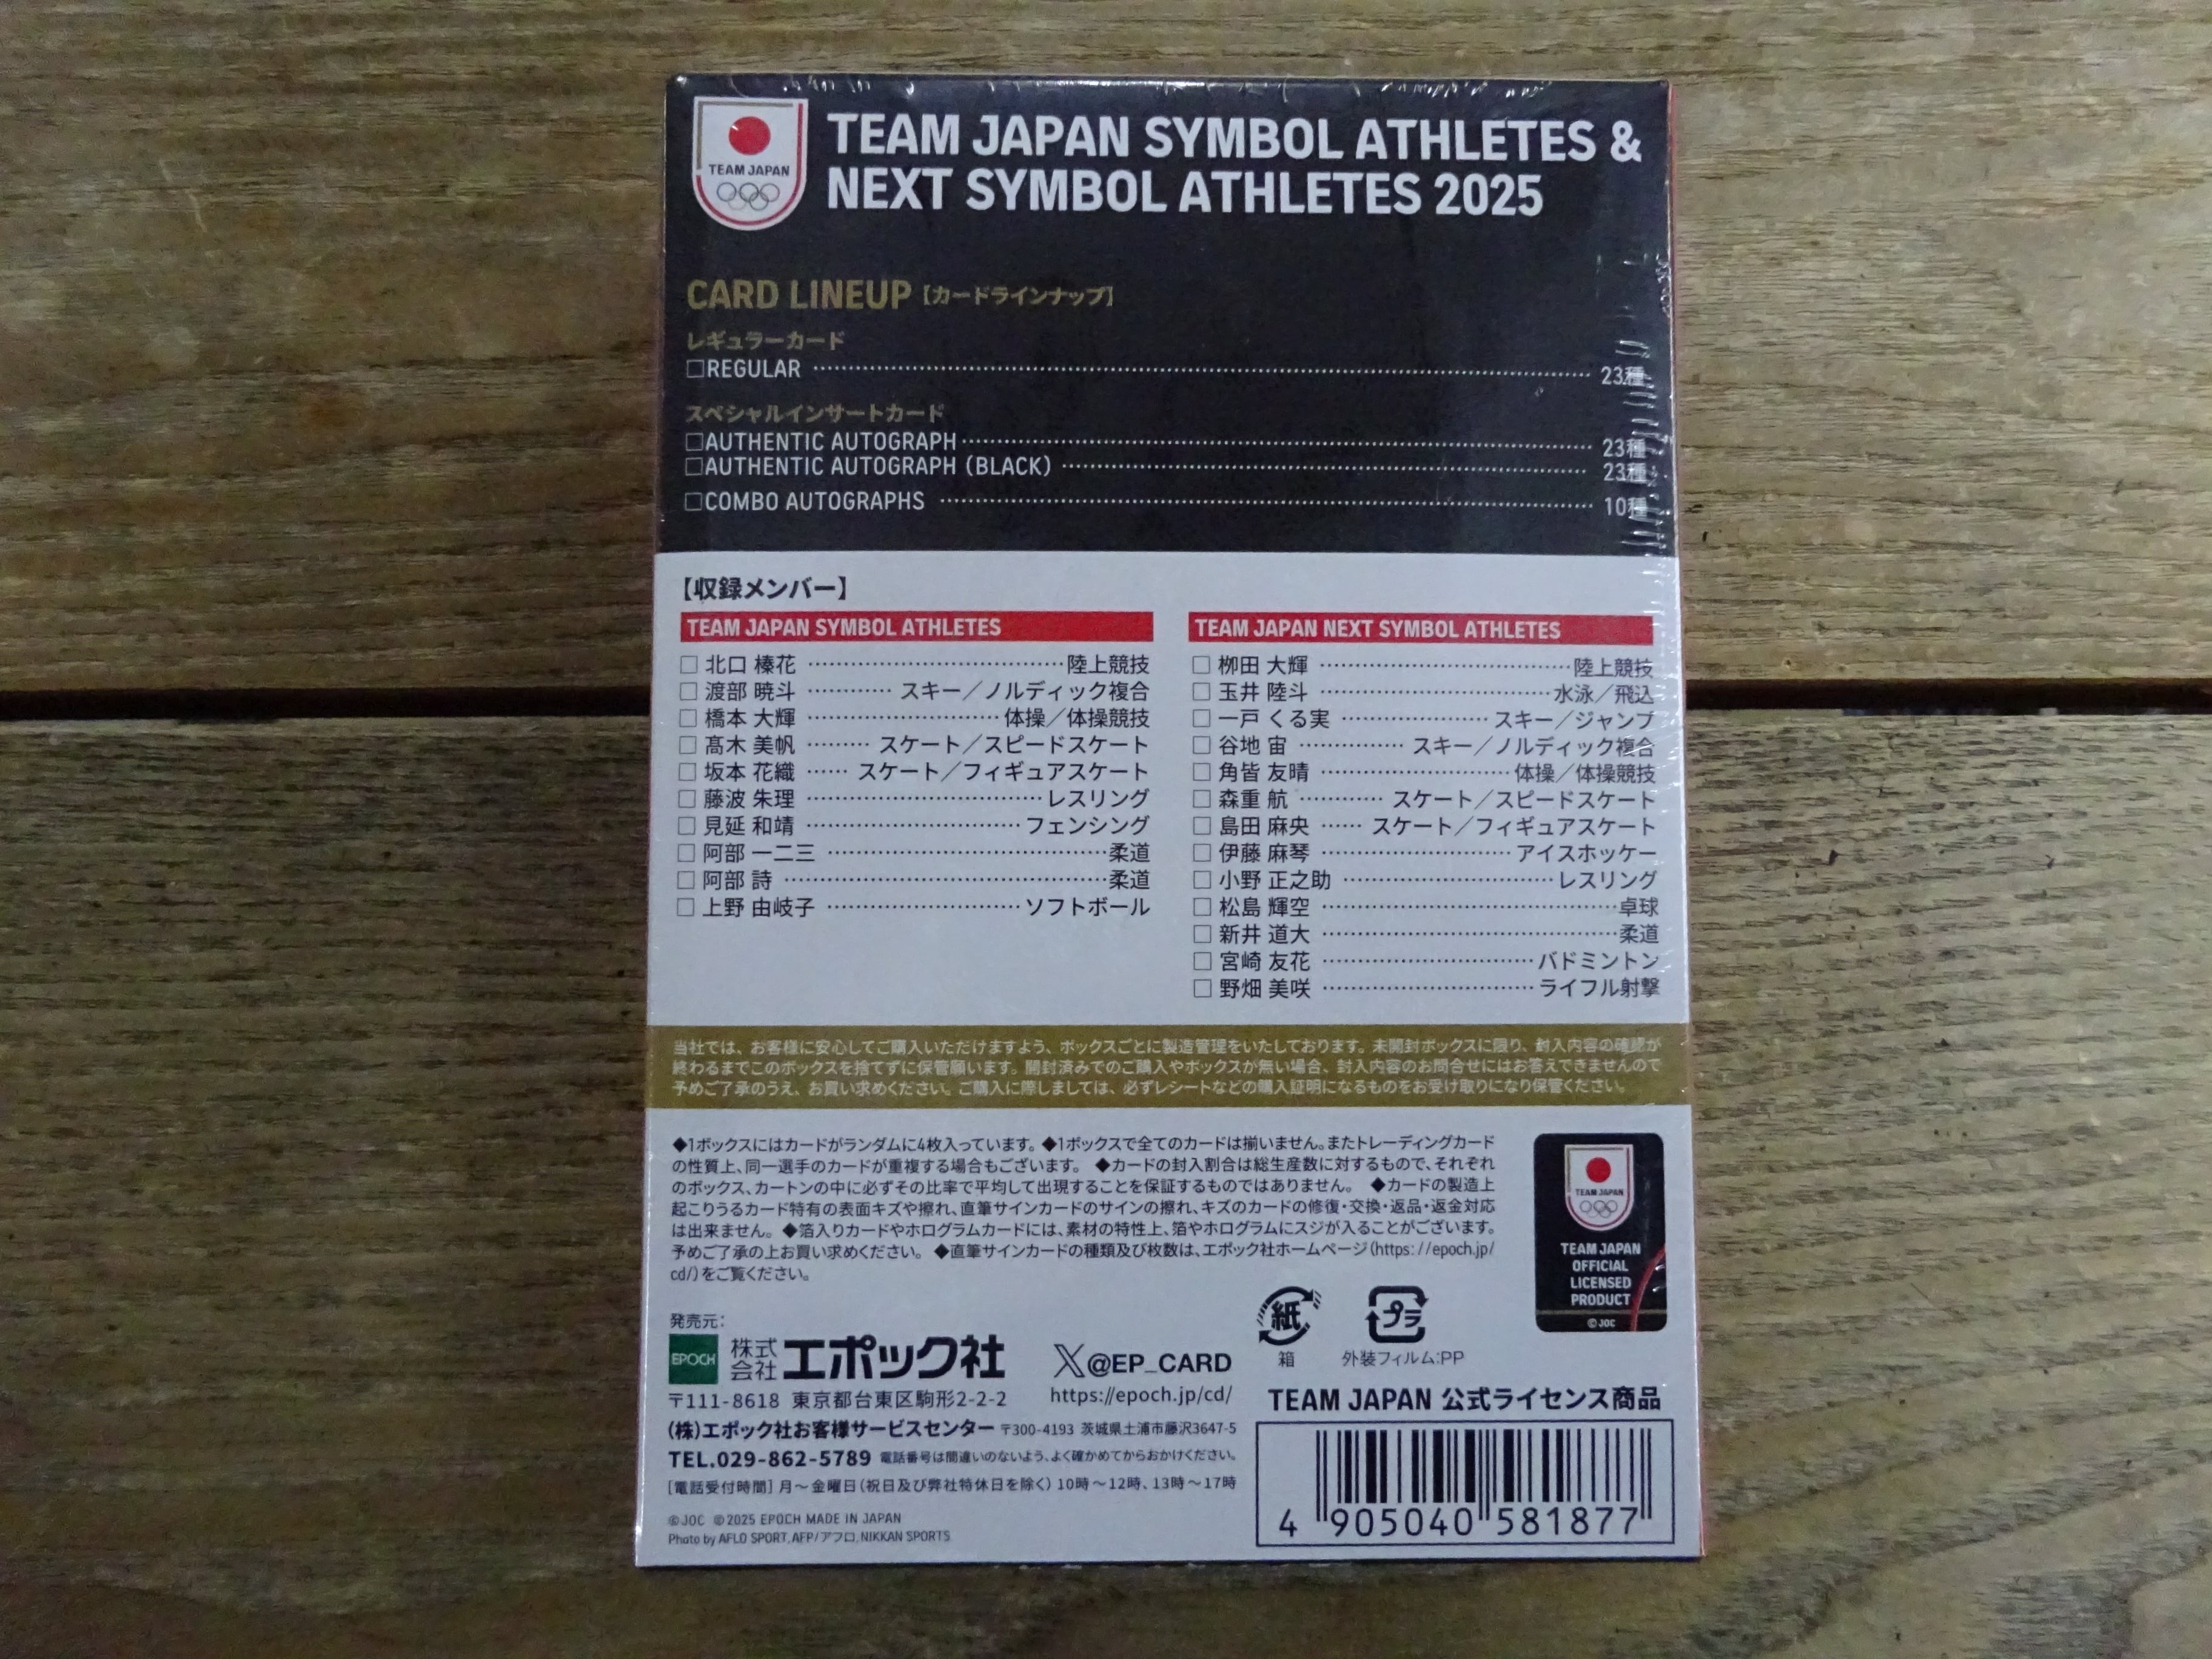 TEAM JAPAN
TEAM JAPAN SYMBOL ATHLETES &
NEXT SYMBOL ATHLETES 2025
CARD LINEUP【カードラインナップ】
レギュラーカード
□REGULAR ……… 23種
スペシャルインサートカード
□AUTHENTIC AUTOGRAPH ……… 23種
□AUTHENTIC AUTOGRAPH (BLACK) ……… 23種
□COMBO AUTOGRAPHS ……… 10種
【収録メンバー】
TEAM JAPAN SYMBOL ATHLETES
□ 北口 榛花 ……… 陸上競技
□ 渡部 暁斗 ……… スキー／ノルディック複合
□ 橋本 大輝 ……… 体操／体操競技
□ 髙木 美帆 ……… スケート／スピードスケート
□ 坂本 花織 ……… スケート／フィギュアスケート
□ 藤波 朱理 ……… レスリング
□ 見延 和靖 ……… フェンシング
□ 阿部 一二三 ……… 柔道
□ 阿部 詩 ……… 柔道
□ 上野 由岐子 ……… ソフトボール
TEAM JAPAN NEXT SYMBOL ATHLETES
□ 栁田 大輝 ……… 陸上競技
□ 玉井 陸斗 ……… 水泳／飛込
□ 一戸 くる実 ……… スキー／ジャンプ
□ 谷地 宙 ……… スキー／ノルディック複合
□ 角皆 友晴 ……… 体操／体操競技
□ 森重 航 ……… スケート／スピードスケート
□ 島田 麻央 ……… スケート／フィギュアスケート
□ 伊藤 麻琴 ……… アイスホッケー
□ 小野 正之助 ……… レスリング
□ 松島 輝空 ……… 卓球
□ 新井 道大 ……… 柔道
□ 宮崎 友花 ……… バドミントン
□ 野畑 美咲 ……… ライフル射撃
当社では、お客様に安心してご購入いただけますよう、ボックスごとに製造管理をいたしております。未開封ボックスに限り、封入内容の確認が
終わるまでこのボックスを捨てずに保管願います。開封済みでのご購入やボックスが無い場合、封入内容のお問合せにはお答えできませんので
予めご了承のうえ、お買い求めください。ご購入に際しましては、必ずレシートなどの購入証明になるものをお受け取りになり保管ください。
◆1ボックスにはカードがランダムに4枚入っています。◆1ボックスで全てのカードは揃いません。またトレーディングカード
の性質上、同一選手のカードが重複する場合もございます。 ◆カードの封入割合は総生産数に対するもので、それぞれ
のボックス、カートンの中に必ずその比率で平均して出現することを保証するものではありません。 ◆カードの製造上
起こりうるカード特有の表面キズや擦れ、直筆サインカードのサインの擦れ、キズのカードの修復・交換・返品・返金対応
は出来ません。◆箔入りカードやホログラムカードには、素材の特性上、箔やホログラムにスジが入ることがございます。
予めご了承の上お買い求めください。 ◆直筆サインカードの種類及び枚数は、エポック社ホームページ(https://epoch.jp/
cd/)をご覧ください。
TEAM JAPAN
TEAM JAPAN
OFFICIAL
LICENSED
PRODUCT
©JOC
発売元：
EPOCH 株式会社 エポック社
〒111-8618 東京都台東区駒形2-2-2
X@EP_CARD
https://epoch.jp/cd/
紙
箱
プラ
外装フィルム:PP
(株)エポック社お客様サービスセンター 〒300-4193 茨城県土浦市藤沢3647-5
TEL.029-862-5789 電話番号は間違いのないよう、よく確かめてからおかけください。
[電話受付時間] 月〜金曜日(祝日及び弊社特休日を除く) 10時〜12時、13時〜17時
©JOC ©2025 EPOCH MADE IN JAPAN
Photo by AFLO SPORT, AFP/アフロ, NIKKAN SPORTS
TEAM JAPAN 公式ライセンス商品
4 905040 581877